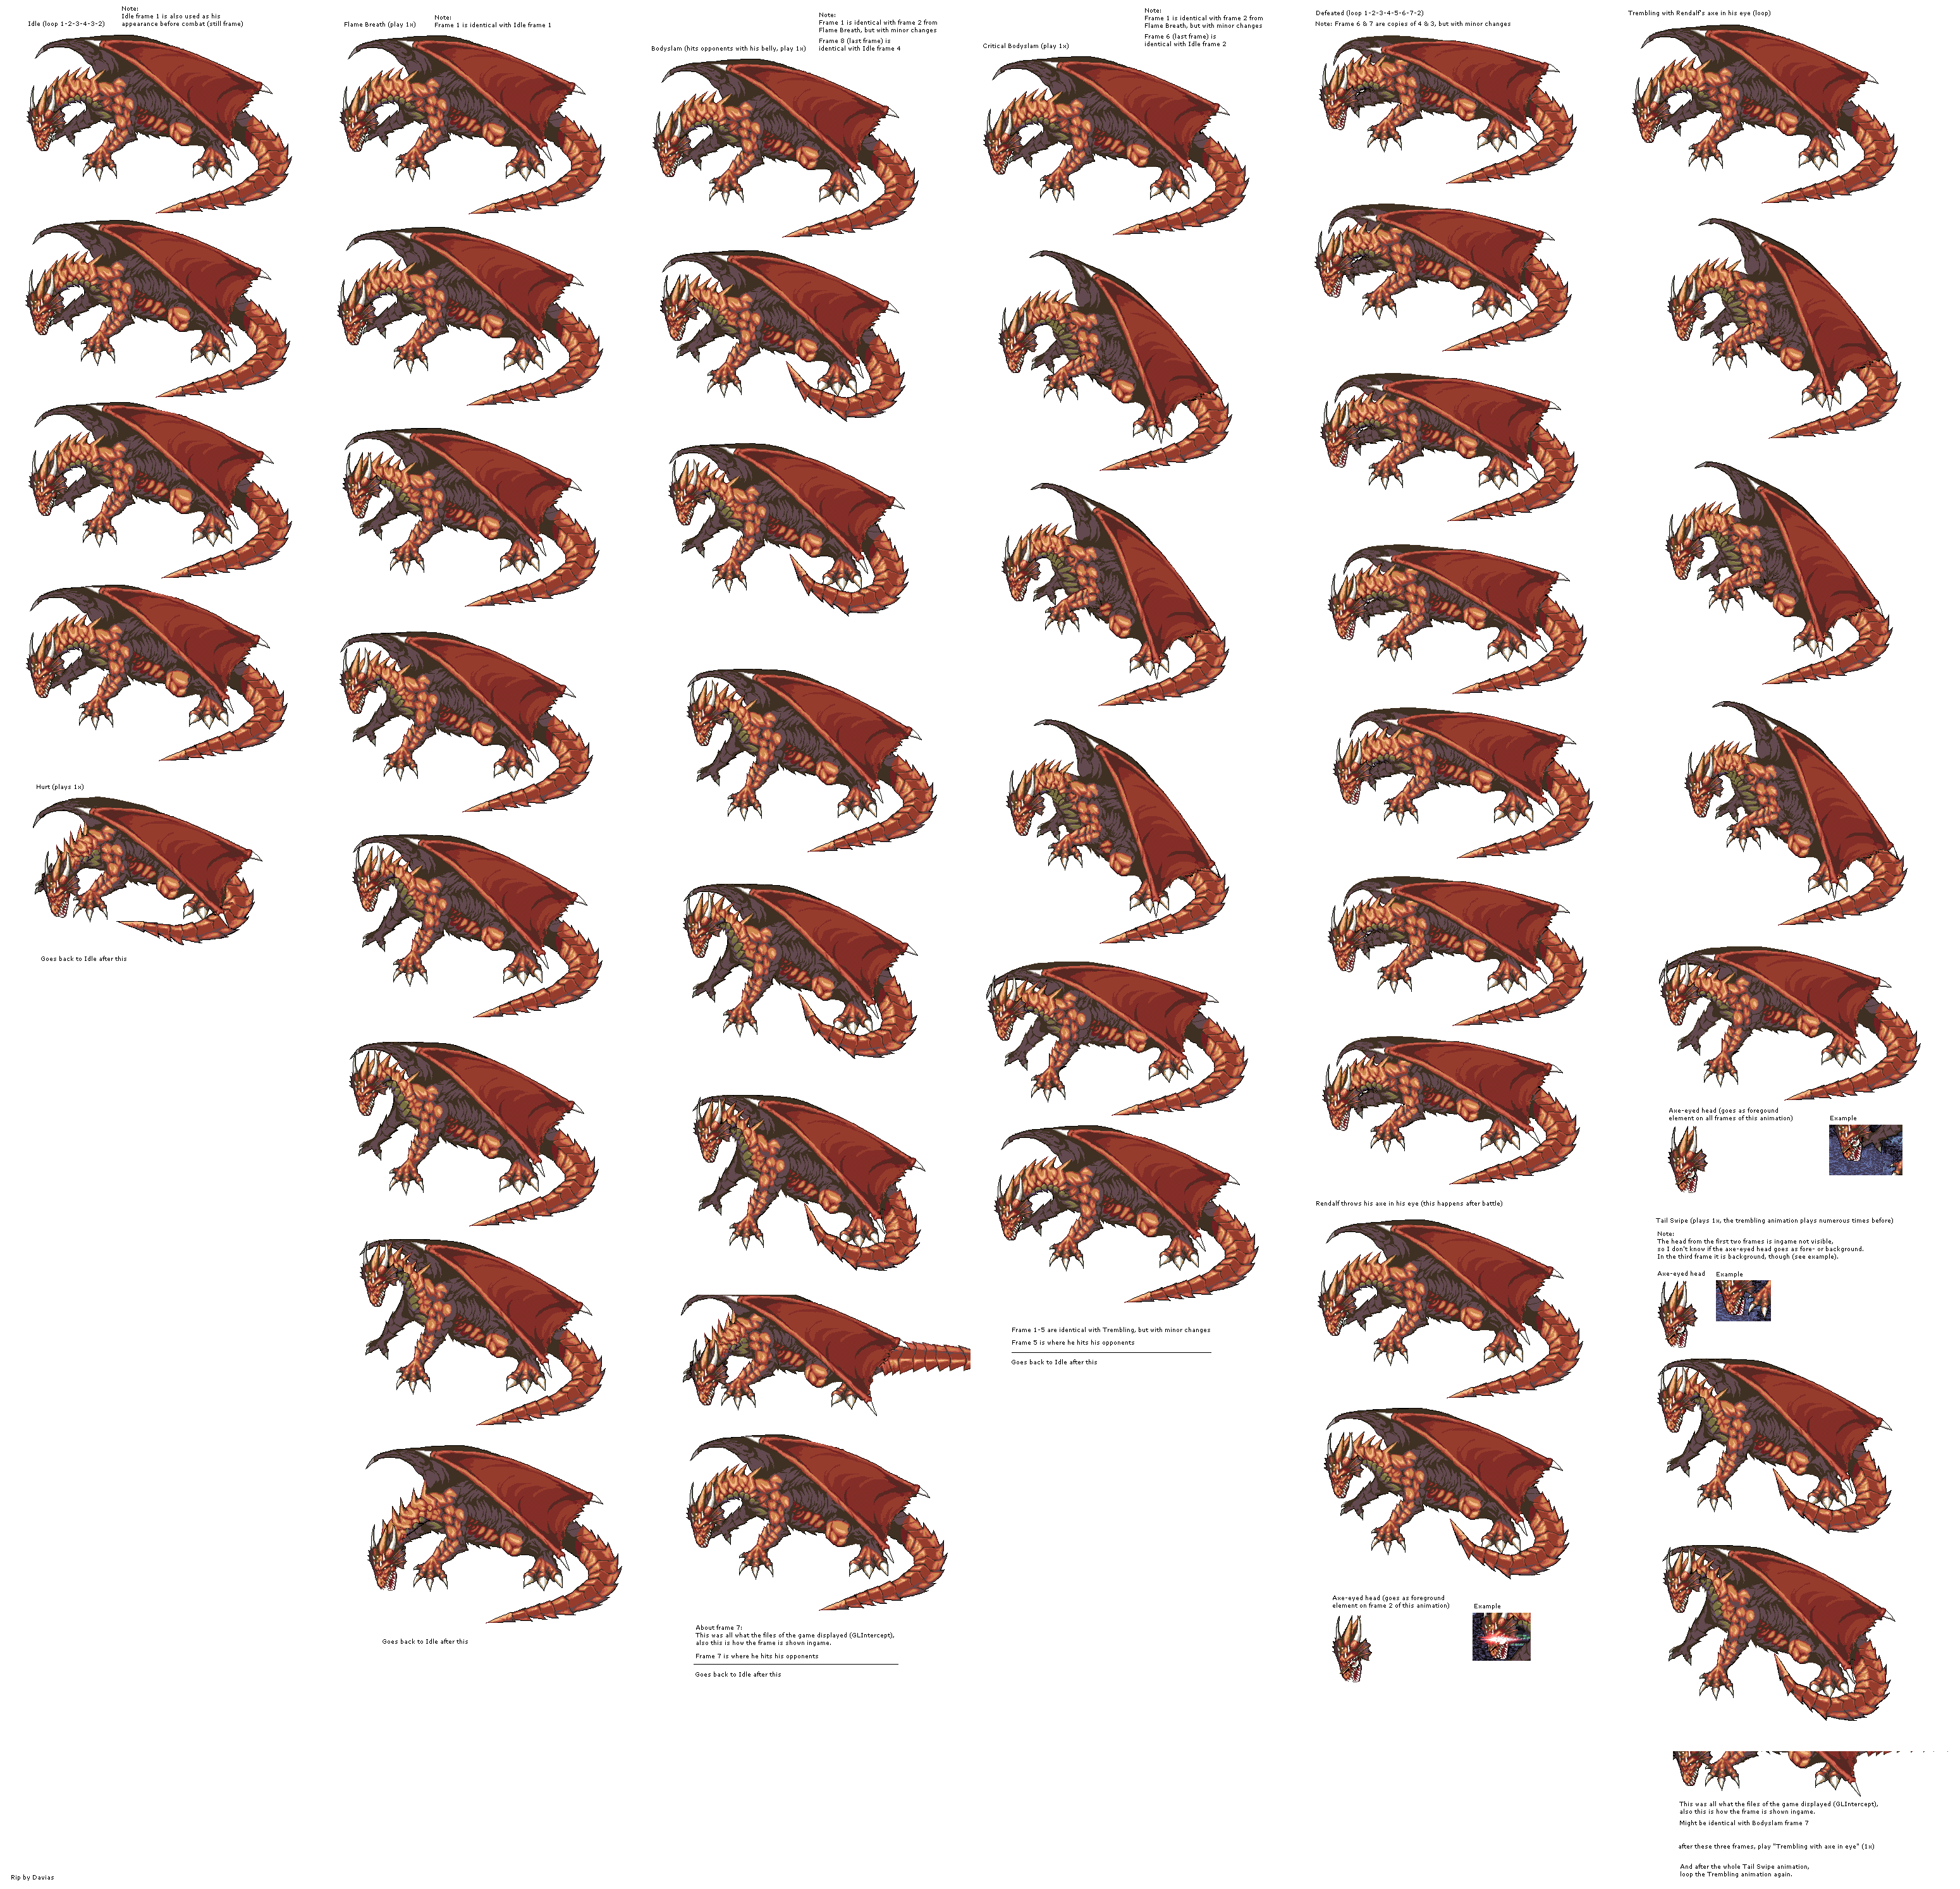 Idle (loop 1-2-3-4-3-2)
Note:
Idle frame 1 is also used as his
appearance before combat (still frame)
Hurt (plays 1x)
Goes back to Idle after this
Flame Breath (play 1x)
Note:
Frame 1 is identical with Idle frame 1
Goes back to Idle after this
Bodyslam (hits opponents with his belly, play 1x)
Note:
Frame 1 is identical with frame 2 from
Flame Breath, but with minor changes
Frame 8 (last frame) is
identical with Idle frame 4
About frame 7:
This was all what the files of the game displayed (GLIntercept),
also this is how the frame is shown ingame.
Frame 7 is where he hits his opponents
Goes back to Idle after this
Critical Bodyslam (play 1x)
Note:
Frame 1 is identical with frame 2 from
Flame Breath, but with minor changes
Frame 6 (last frame) is
identical with Idle frame 2
Frame 1-5 are identical with Trembling, but with minor changes
Frame 5 is where he hits his opponents
Goes back to Idle after this
Defeated (loop 1-2-3-4-5-6-7-2)
Note: Frame 6 & 7 are copies of 4 & 3, but with minor changes
Rendalf throws his axe in his eye (this happens after battle)
Axe-eyed head (goes as foreground
element on frame 2 of this animation)
Example
Trembling with Rendalf's axe in his eye (loop)
Axe-eyed head (goes as foreground
element on all frames of this animation)
Example
Tail Swipe (plays 1x, the trembling animation plays numerous times before)
Note:
The head from the first two frames is ingame not visible,
so I don't know if the axe-eyed head goes as fore- or background.
In the third frame it is background, though (see example).
Axe-eyed head
Example
This was all what the files of the game displayed (GLIntercept),
also this is how the frame is shown ingame.
Might be identical with Bodyslam frame 7
after these three frames, play "Trembling with axe in eye" (1x)
And after the whole Tail Swipe animation,
loop the Trembling animation again.
Rip by Davias